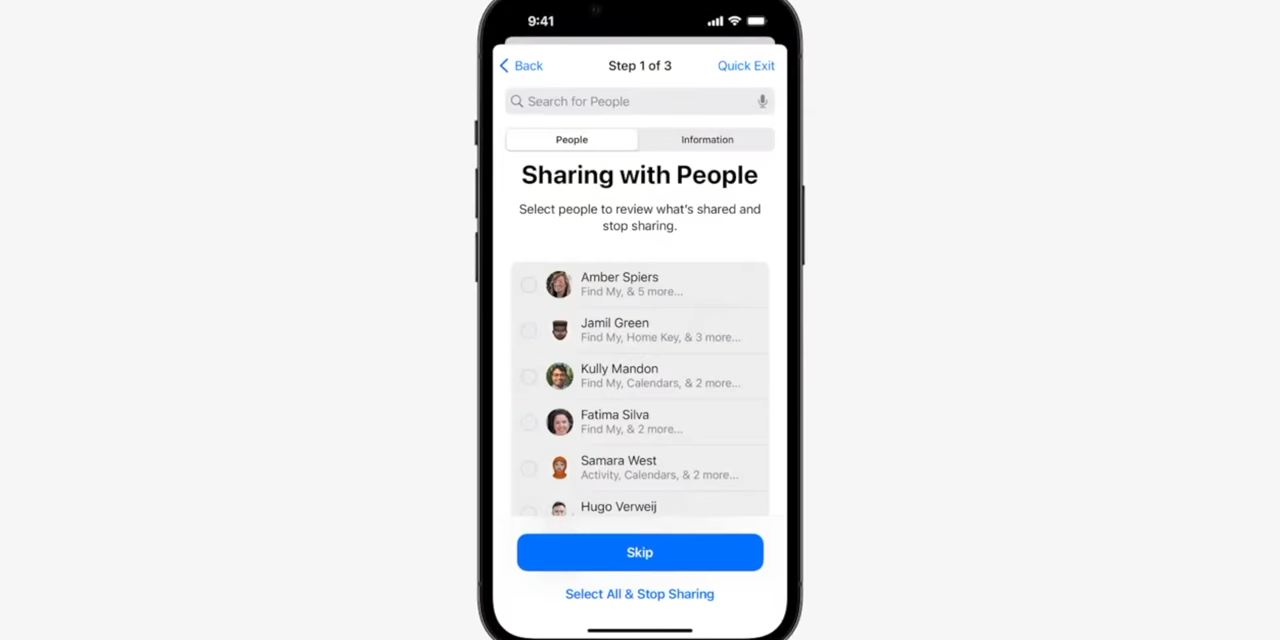 9:41
Back
Step 1 of 3
Quick Exit
Search for People
People
Information
Sharing with People
Select people to review what's shared and
stop sharing.
Amber Spiers
Find My, & 5 more...
Jamil Green
Find My, Home Key, & 3 more...
Kully Mandon
Find My, Calendars, & 2 more...
Fatima Silva
Find My, & 2 more...
Samara West
Activity, Calendars, & 2 more...
Hugo Verweij
Skip
Select All & Stop Sharing